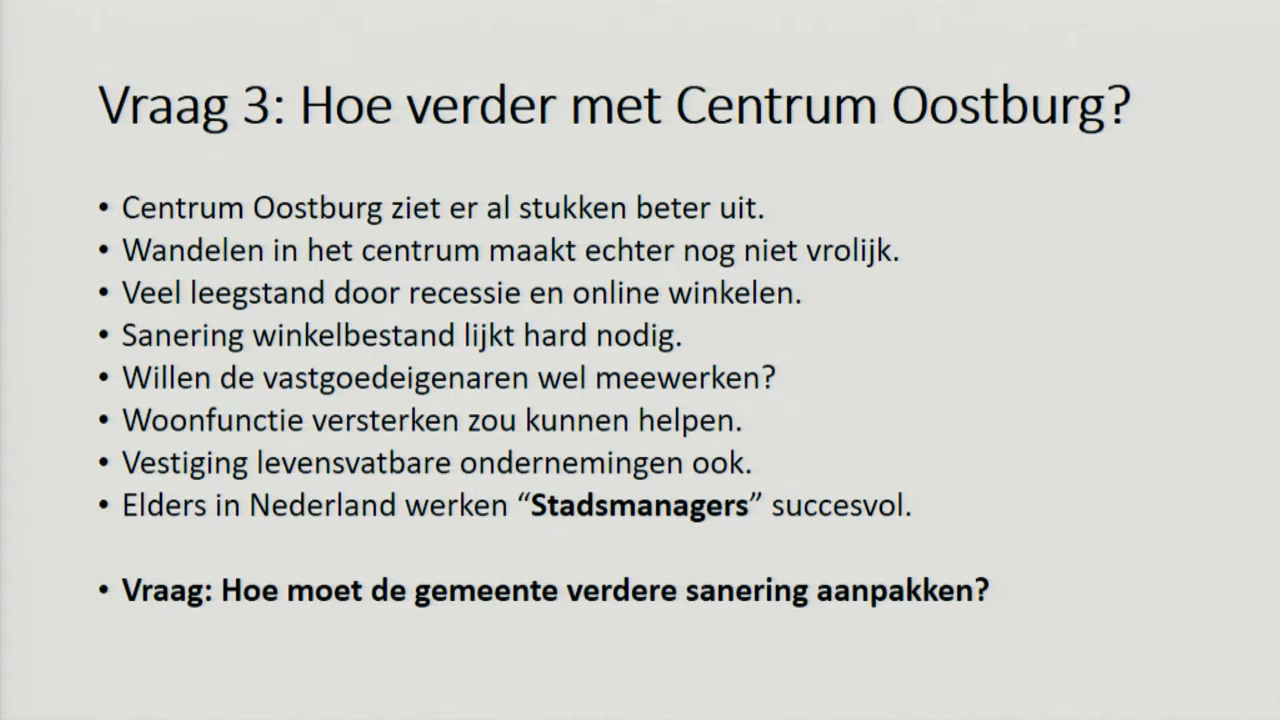 Vraag 3: Hoe verder met Centrum Oostburg?
• Centrum Oostburg ziet er al stukken beter uit.
• Wandelen in het centrum maakt echter nog niet vrolijk.
• Veel leegstand door recessie en online winkelen.
• Sanering winkelbestand lijkt hard nodig.
• Willen de vastgoedeigenaren wel meewerken?
• Woonfunctie versterken zou kunnen helpen.
• Vestiging levensvatbare ondernemingen ook.
• Elders in Nederland werken “Stadsmanagers” succesvol.
• Vraag: Hoe moet de gemeente verdere sanering aanpakken?